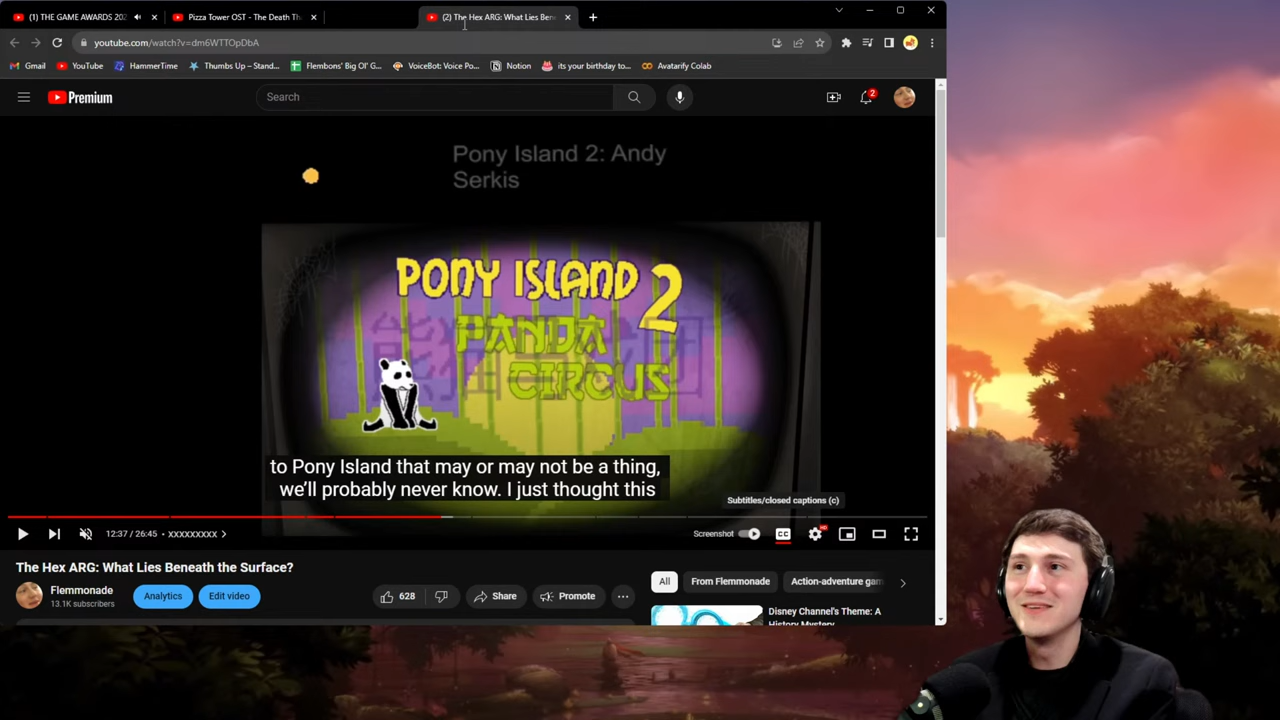 (1) THE GAME AWARDS 202
Pizza Tower OST - The Death Th
(2) The Hex ARG: What Lies Ben
youtube.com/watch?v=dm6WTTOpDbA
Gmail
YouTube
HammerTime
Thumbs Up – Stand...
Flembons' Big Ol' G...
VoiceBot: Voice Po...
Notion
its your birthday to...
Avatarify Colab
Premium
Search
2
Pony Island 2: Andy
Serkis
PONY ISLAND 2
PANDA
CIRCUS
to Pony Island that may or may not be a thing,
we'll probably never know. I just thought this
Subtitles/closed captions (c)
12:37 / 26:45 • xxxxxxxxx
Screenshot
CC
HD
The Hex ARG: What Lies Beneath the Surface?
Flemmonade
13.1K subscribers
Analytics
Edit video
628
Share
Promote
All
From Flemmonade
Action-adventure gam
Disney Channel's Theme: A
History Mystery